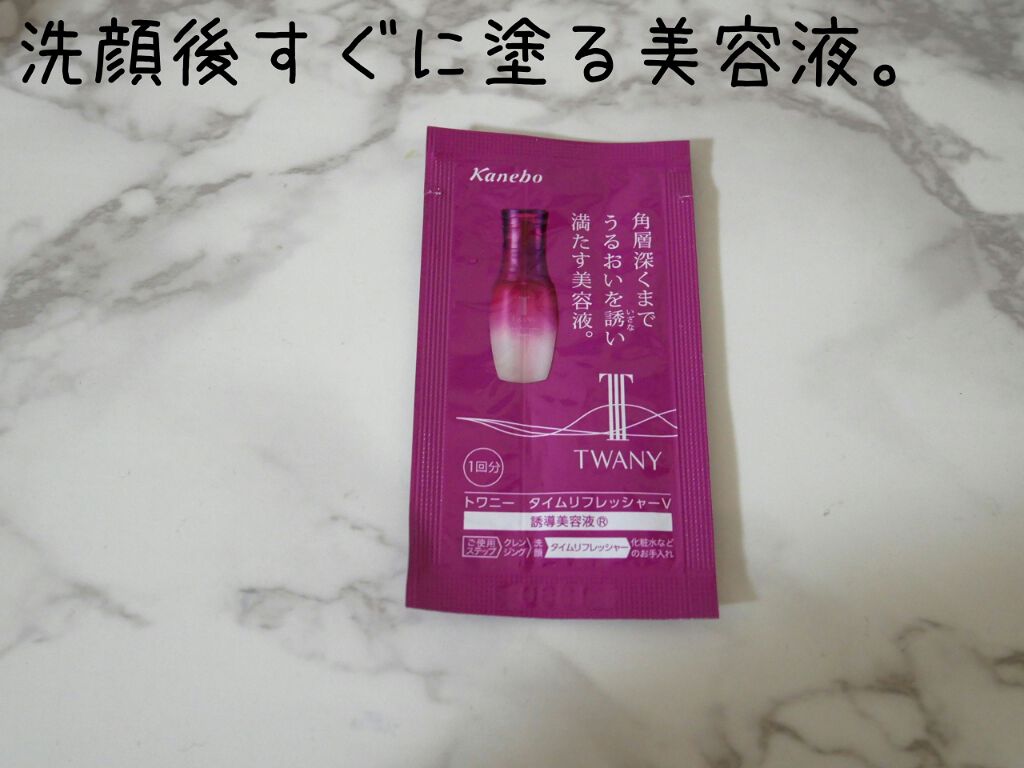 洗顔後すぐに塗る美容液。
Kanebo
角層深くまで
うるおいを誘い
いざな
満たす美容液。
T
TWANY
1回分
トワニー タイムリフレッシャーV
誘導美容液®
ご使用
ステップ
クレン
ジング
洗
顔
タイムリフレッシャー
化粧水など
のお手入れ